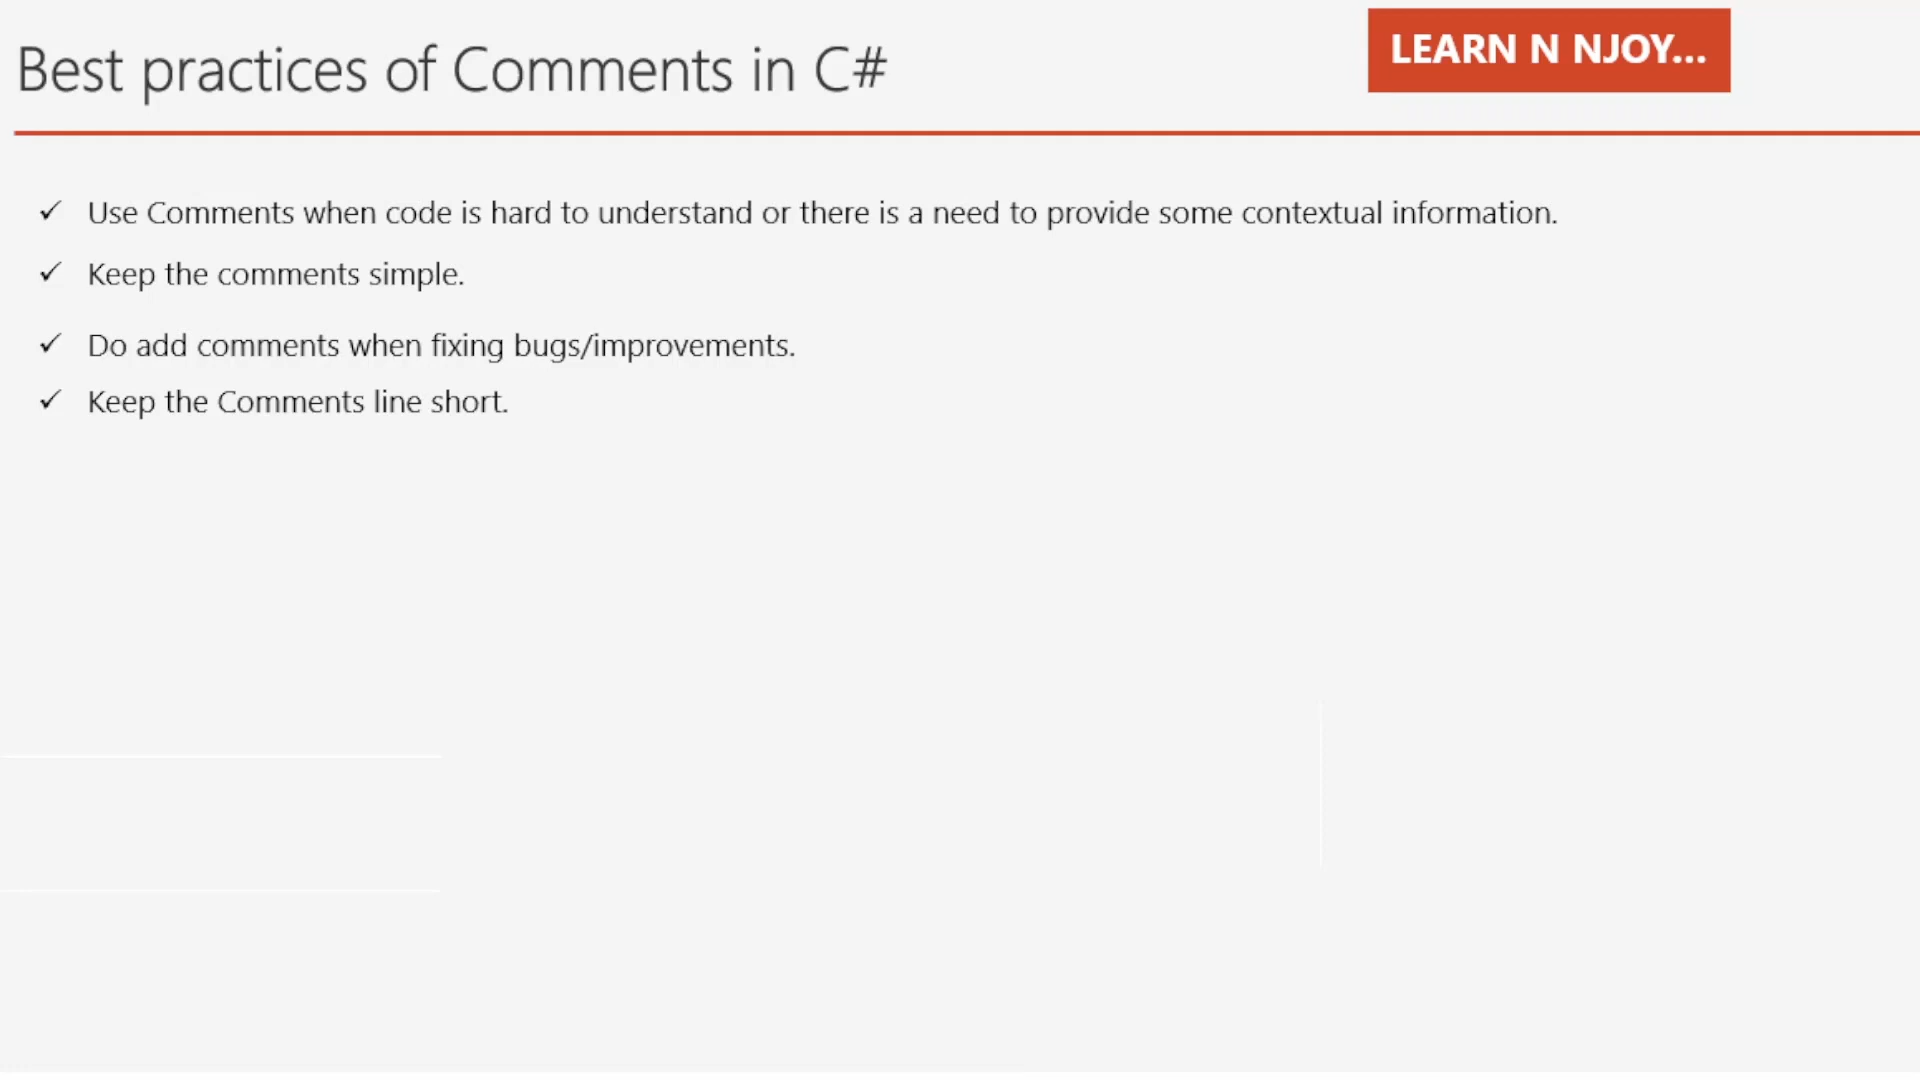 Best practices of Comments in C#
LEARN N NJOY...
✓ Use Comments when code is hard to understand or there is a need to provide some contextual information.
✓ Keep the comments simple.
✓ Do add comments when fixing bugs/improvements.
✓ Keep the Comments line short.